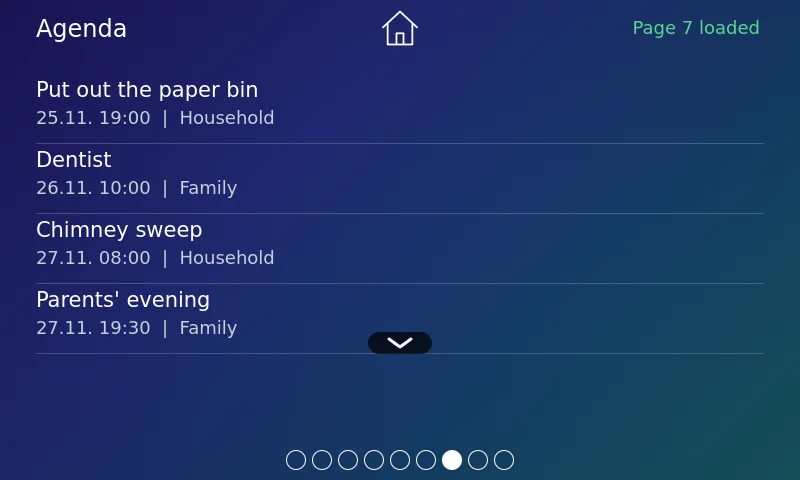 Agenda
Page 7 loaded
Put out the paper bin
25.11. 19:00 | Household
Dentist
26.11. 10:00 | Family
Chimney sweep
27.11. 08:00 | Household
Parents' evening
27.11. 19:30 | Family